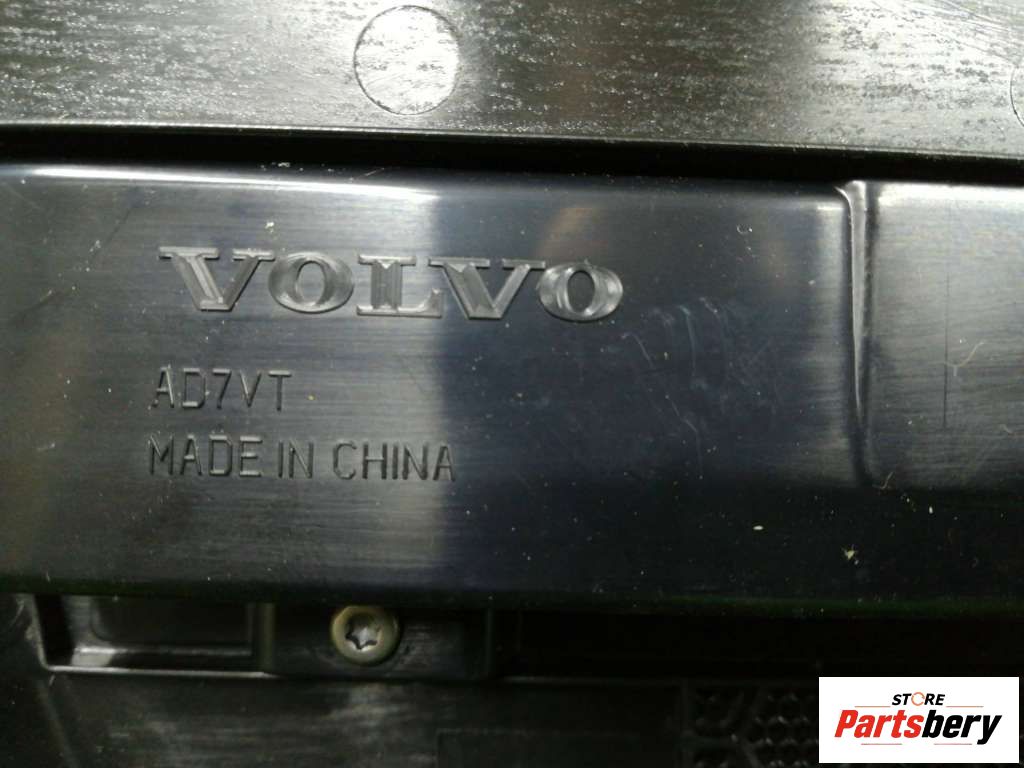 VOLVO
AD7VT
MADE IN CHINA
STORE
Partsbery